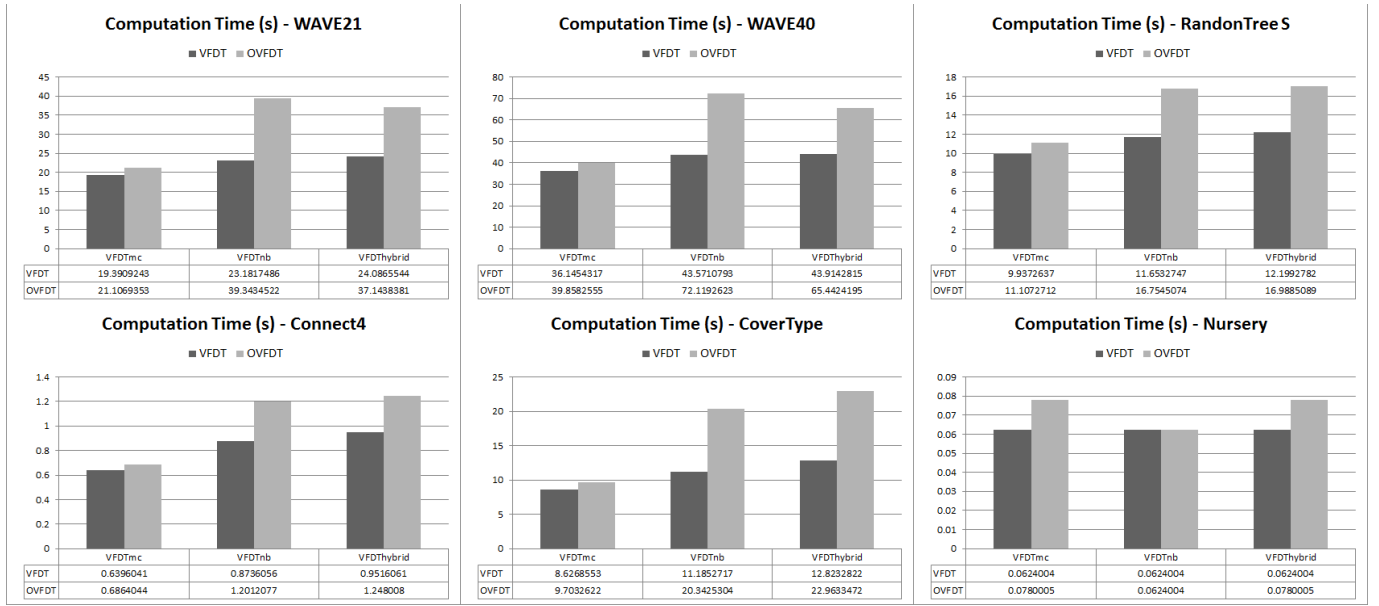 Computation Time (s) - WAVE21
VFDT OVFDT
45
40
35
30
25
20
15
10
5
0
VFDTmc VFDTnb VFDThybrid
VFDT 19.3909243 23.1817486 24.0865544
OVFDT 21.1069353 39.3434522 37.1438381
Computation Time (s) - WAVE40
VFDT OVFDT
80
70
60
50
40
30
20
10
0
VFDTmc VFDTnb VFDThybrid
VFDT 36.1454317 43.5710793 43.9142815
OVFDT 39.8582555 72.1192623 65.4424195
Computation Time (s) - RandonTree S
VFDT OVFDT
18
16
14
12
10
8
6
4
2
0
VFDTmc VFDTnb VFDThybrid
VFDT 9.9372637 11.6532747 12.1992782
OVFDT 11.1072712 16.7545074 16.9885089
Computation Time (s) - Connect4
VFDT OVFDT
1.4
1.2
1
0.8
0.6
0.4
0.2
0
VFDTmc VFDTnb VFDThybrid
VFDT 0.6396041 0.8736056 0.9516061
OVFDT 0.6864044 1.2012077 1.248008
Computation Time (s) - CoverType
VFDT OVFDT
25
20
15
10
5
0
VFDTmc VFDTnb VFDThybrid
VFDT 8.6268553 11.1852717 12.8232822
OVFDT 9.7032622 20.3425304 22.9633472
Computation Time (s) - Nursery
VFDT OVFDT
0.09
0.08
0.07
0.06
0.05
0.04
0.03
0.02
0.01
0
VFDTmc VFDTnb VFDThybrid
VFDT 0.0624004 0.0624004 0.0624004
OVFDT 0.0780005 0.0624004 0.0780005